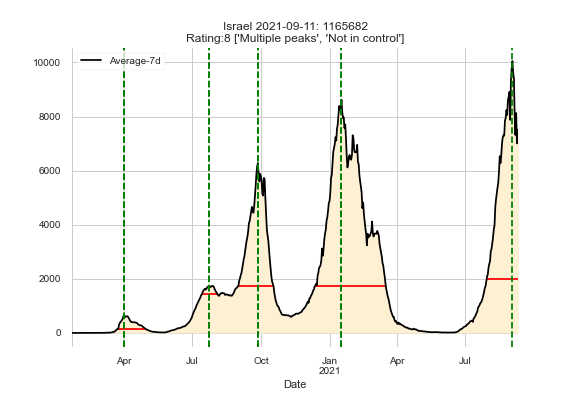 Israel 2021-09-11: 1165682
Rating:8 ['Multiple peaks', 'Not in control']
Average-7d
10000
8000
6000
4000
2000
0
Apr
Jul
Oct
Jan
2021
Apr
Jul
Date